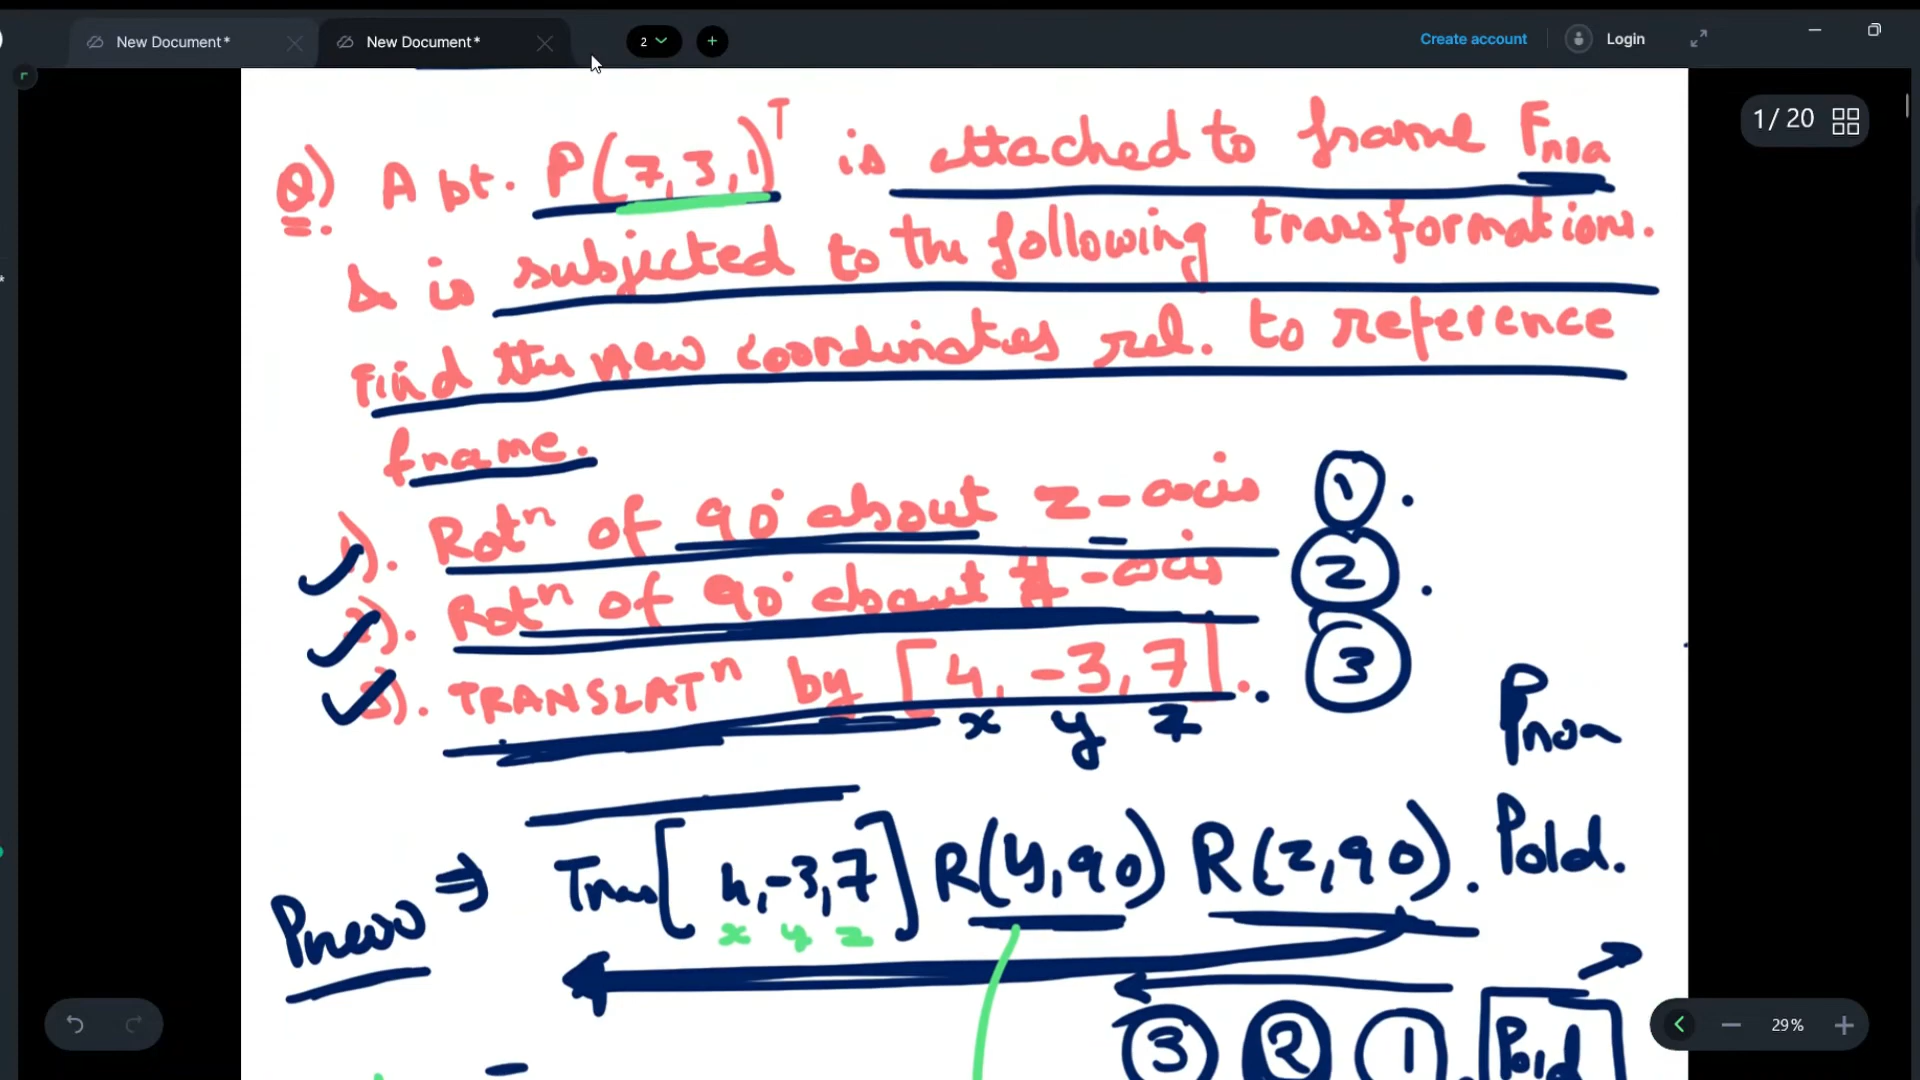 New Document*
New Document*
2
+
Create account
Login
1/ 20
Q) A pt. P(7,3,1)ᵀ is attached to frame Fnoa
& is subjected to the following transformations.
Find the new coordinates rel. to reference
frame.
1). Rotⁿ of 90° about z-axis ①.
2). Rotⁿ of 90° about y-axis ②.
3). TRANSLATⁿ by [4, -3, 7]. ③
x y z
Pnoa
Pnew ⇒ Trans[4,-3,7] R(y,90) R(z,90). Pold.
x y z
③ ② ① . Pold
29%